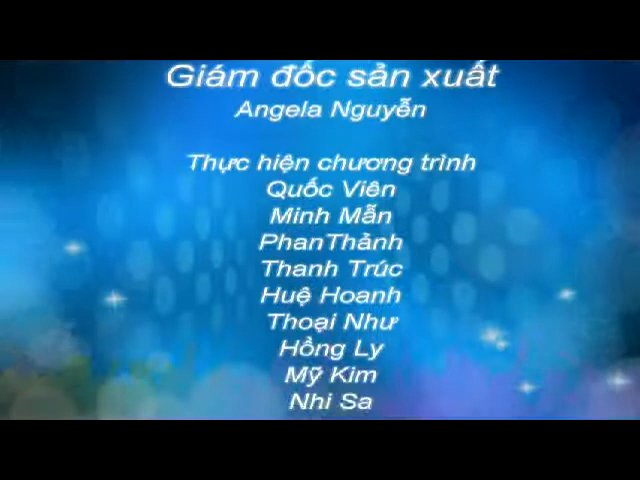 Giám đốc sản xuất
Angela Nguyễn
Thực hiện chương trình
Quốc Viên
Minh Mẫn
PhanThảnh
Thanh Trúc
Huệ Hoanh
Thoại Như
Hồng Ly
Mỹ Kim
Nhi Sa